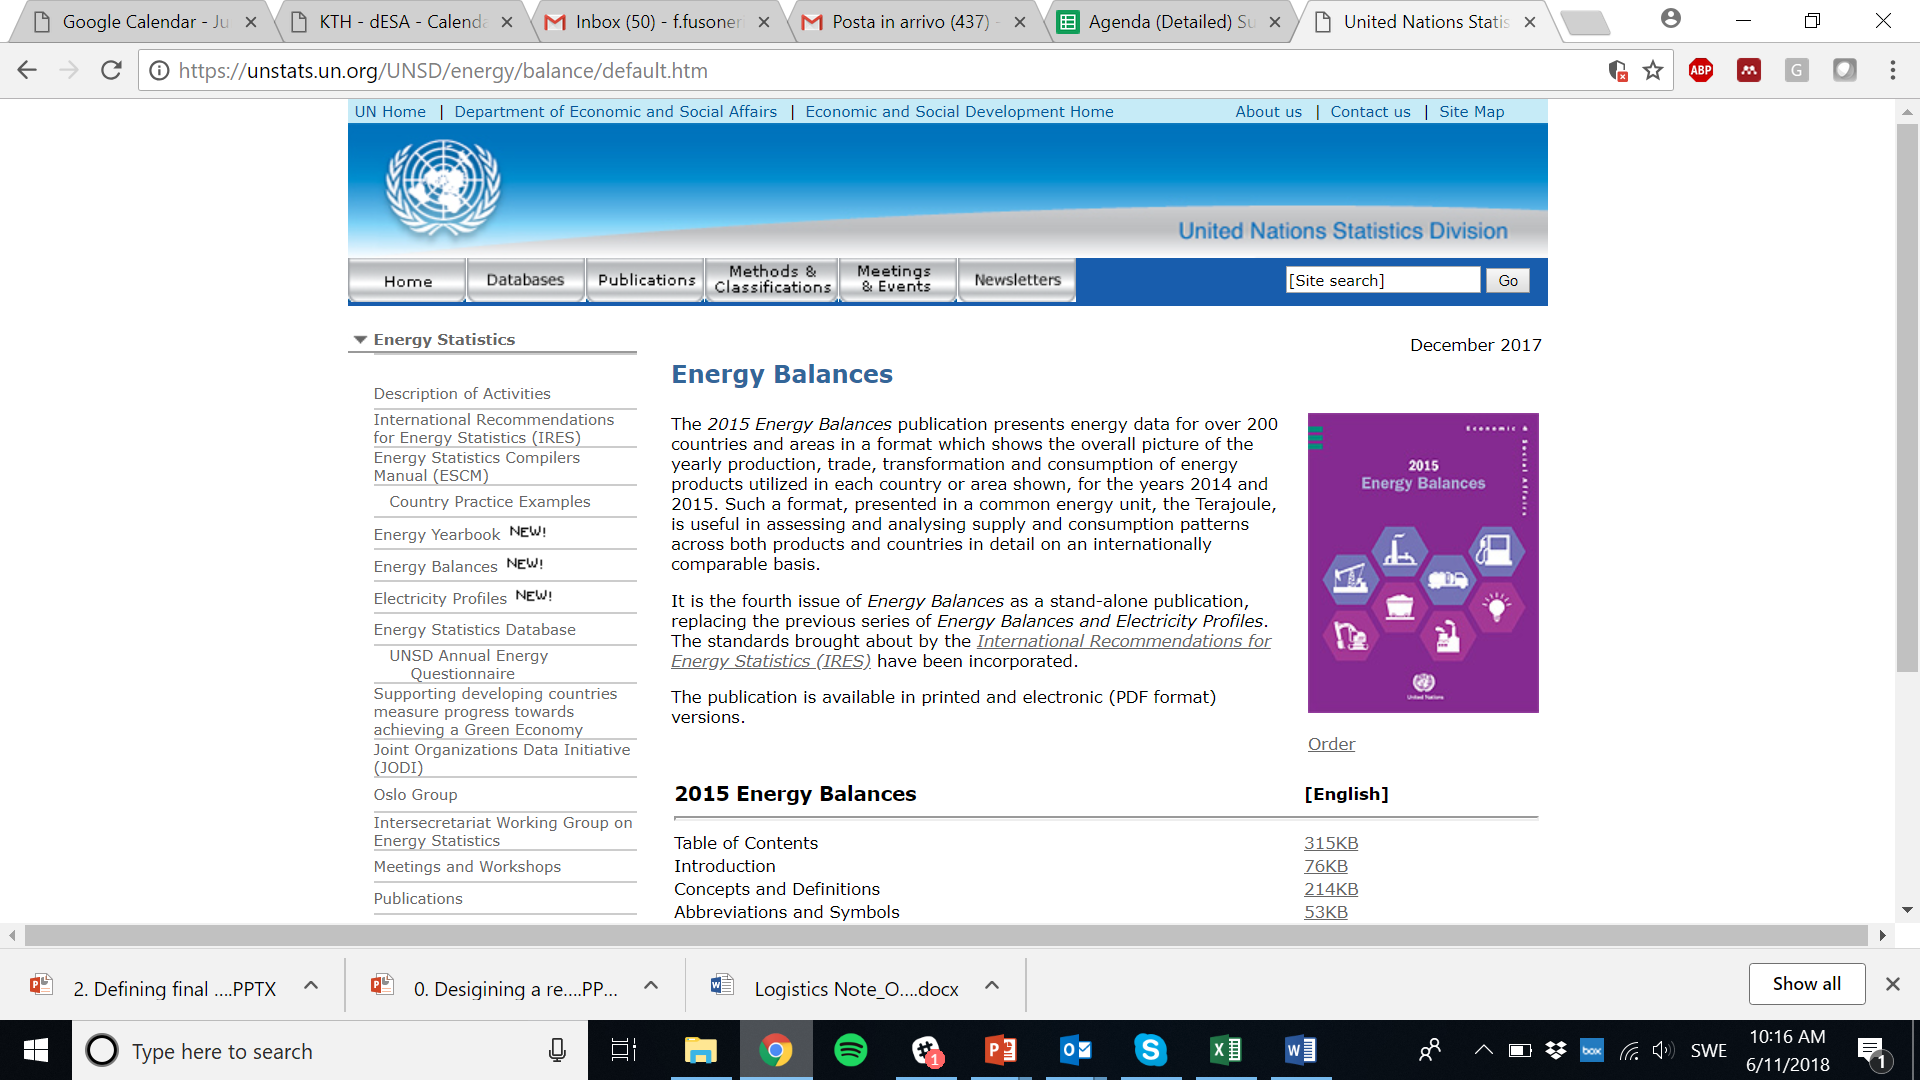 Google Calendar - Ju
KTH - dESA - Calenda
Inbox (50) - f.fusoner
Posta in arrivo (437) -
Agenda (Detailed) Su
United Nations Statis
https://unstats.un.org/UNSD/energy/balance/default.htm
ABP
G
UN Home | Department of Economic and Social Affairs | Economic and Social Development Home
About us | Contact us | Site Map
United Nations Statistics Division
Home
Databases
Publications
Methods & Classifications
Meetings & Events
Newsletters
[Site search]
Go
Energy Statistics
Description of Activities
International Recommendations
for Energy Statistics (IRES)
Energy Statistics Compilers
Manual (ESCM)
Country Practice Examples
Energy Yearbook NEW!
Energy Balances NEW!
Electricity Profiles NEW!
Energy Statistics Database
UNSD Annual Energy
Questionnaire
Supporting developing countries
measure progress towards
achieving a Green Economy
Joint Organizations Data Initiative
(JODI)
Oslo Group
Intersecretariat Working Group on
Energy Statistics
Meetings and Workshops
Publications
December 2017
Energy Balances
The 2015 Energy Balances publication presents energy data for over 200
countries and areas in a format which shows the overall picture of the
yearly production, trade, transformation and consumption of energy
products utilized in each country or area shown, for the years 2014 and
2015. Such a format, presented in a common energy unit, the Terajoule,
is useful in assessing and analysing supply and consumption patterns
across both products and countries in detail on an internationally
comparable basis.
It is the fourth issue of Energy Balances as a stand-alone publication,
replacing the previous series of Energy Balances and Electricity Profiles.
The standards brought about by the International Recommendations for
Energy Statistics (IRES) have been incorporated.
The publication is available in printed and electronic (PDF format)
versions.
Economic &
Social Affairs
2015
Energy Balances
United Nations
Order
2015 Energy Balances
[English]
Table of Contents 315KB
Introduction 76KB
Concepts and Definitions 214KB
Abbreviations and Symbols 53KB
2. Defining final ....PPTX
0. Desigining a re....PP...
Logistics Note_O....docx
Show all
Type here to search
1
box
SWE
10:16 AM
6/11/2018
1